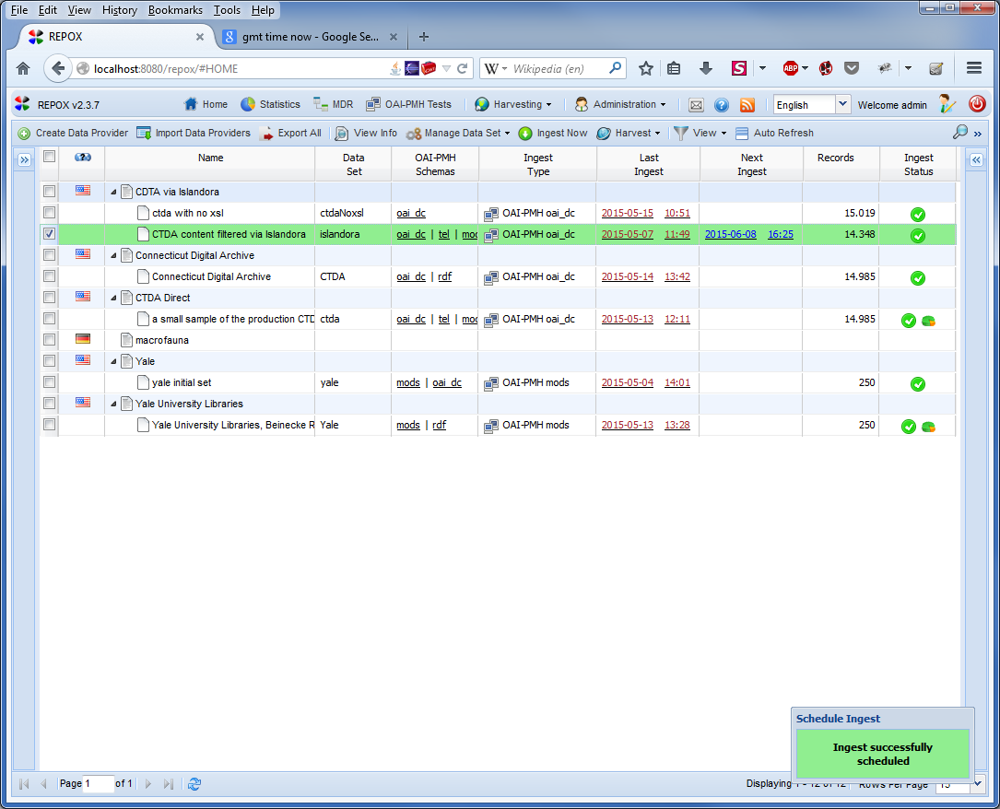 File Edit View History Bookmarks Tools Help
REPOX
gmt time now - Google Se...
localhost:8080/repox/#HOME
W Wikipedia (en)
S ABP
REPOX v2.3.7 Home Statistics MDR OAI-PMH Tests Harvesting Administration English Welcome admin
Create Data Provider Import Data Providers Export All View Info Manage Data Set Ingest Now Harvest View Auto Refresh
Name Data Set OAI-PMH Schemas Ingest Type Last Ingest Next Ingest Records Ingest Status
CDTA via Islandora
ctda with no xsl ctdaNoxsl oai_dc OAI-PMH oai_dc 2015-05-15 10:51 15.019
CTDA content filtered via Islandora islandora oai_dc | tel | moc OAI-PMH oai_dc 2015-05-07 11:49 2015-06-08 16:25 14.348
Connecticut Digital Archive
Connecticut Digital Archive CTDA oai_dc | rdf OAI-PMH oai_dc 2015-05-14 13:42 14.985
CTDA Direct
a small sample of the production CTD ctda oai_dc | tel | moc OAI-PMH oai_dc 2015-05-13 12:11 14.985
macrofauna
Yale
yale initial set yale mods | oai_dc OAI-PMH mods 2015-05-04 14:01 250
Yale University Libraries
Yale University Libraries, Beinecke R Yale mods | rdf OAI-PMH mods 2015-05-13 13:28 250
Schedule Ingest
Ingest successfully
scheduled
Page 1 of 1 Displaying 1 - 12 of 12 Rows Per Page 15